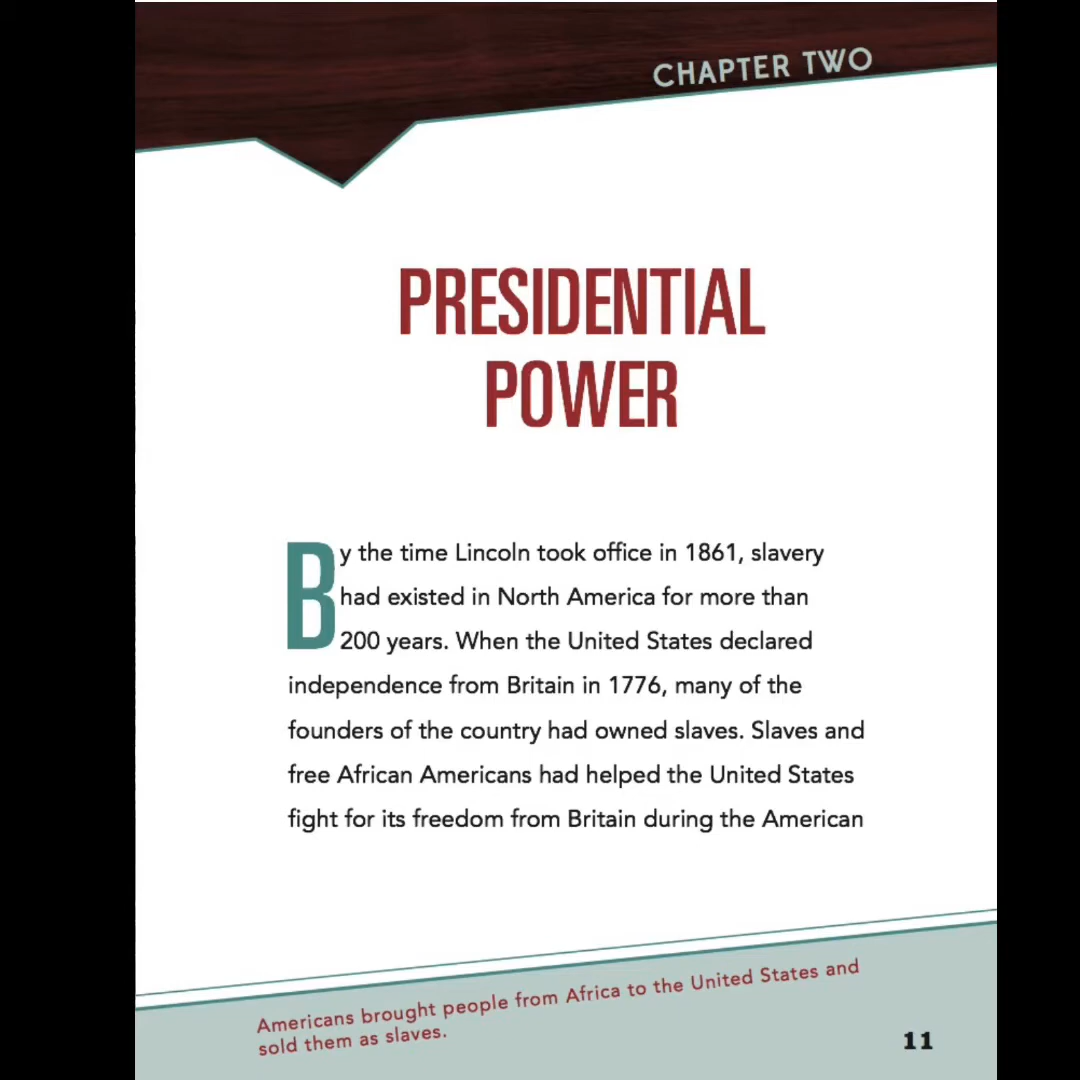 CHAPTER TWO
PRESIDENTIAL
POWER
By the time Lincoln took office in 1861, slavery
had existed in North America for more than
200 years. When the United States declared
independence from Britain in 1776, many of the
founders of the country had owned slaves. Slaves and
free African Americans had helped the United States
fight for its freedom from Britain during the American
Americans brought people from Africa to the United States and
sold them as slaves.
11